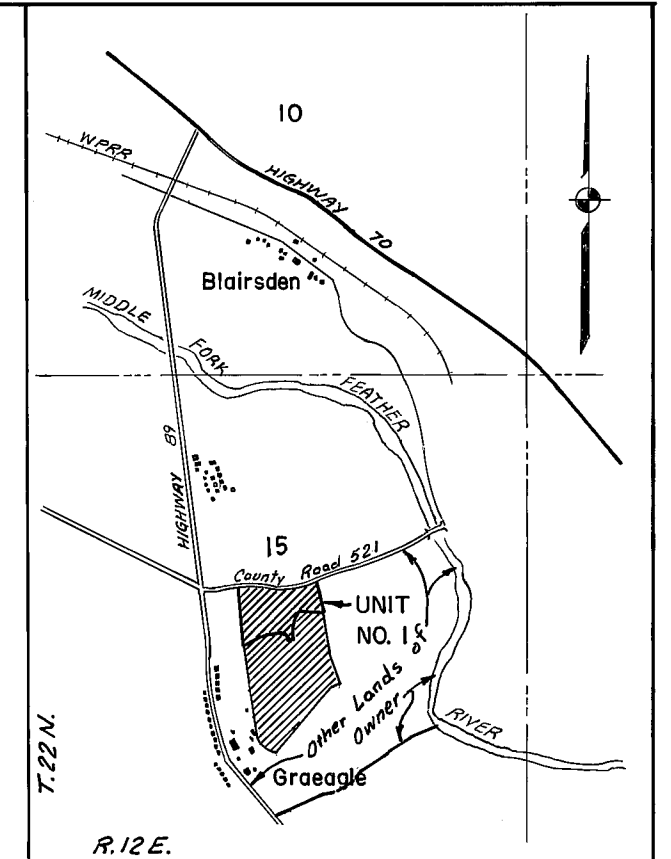 10
WPRR
HIGHWAY 70
Blairsden
MIDDLE FORK FEATHER
HIGHWAY 89
15
County Road 521
UNIT
NO. 1
Other Lands of
Owner
RIVER
Graeagle
T. 22 N.
R. 12 E.